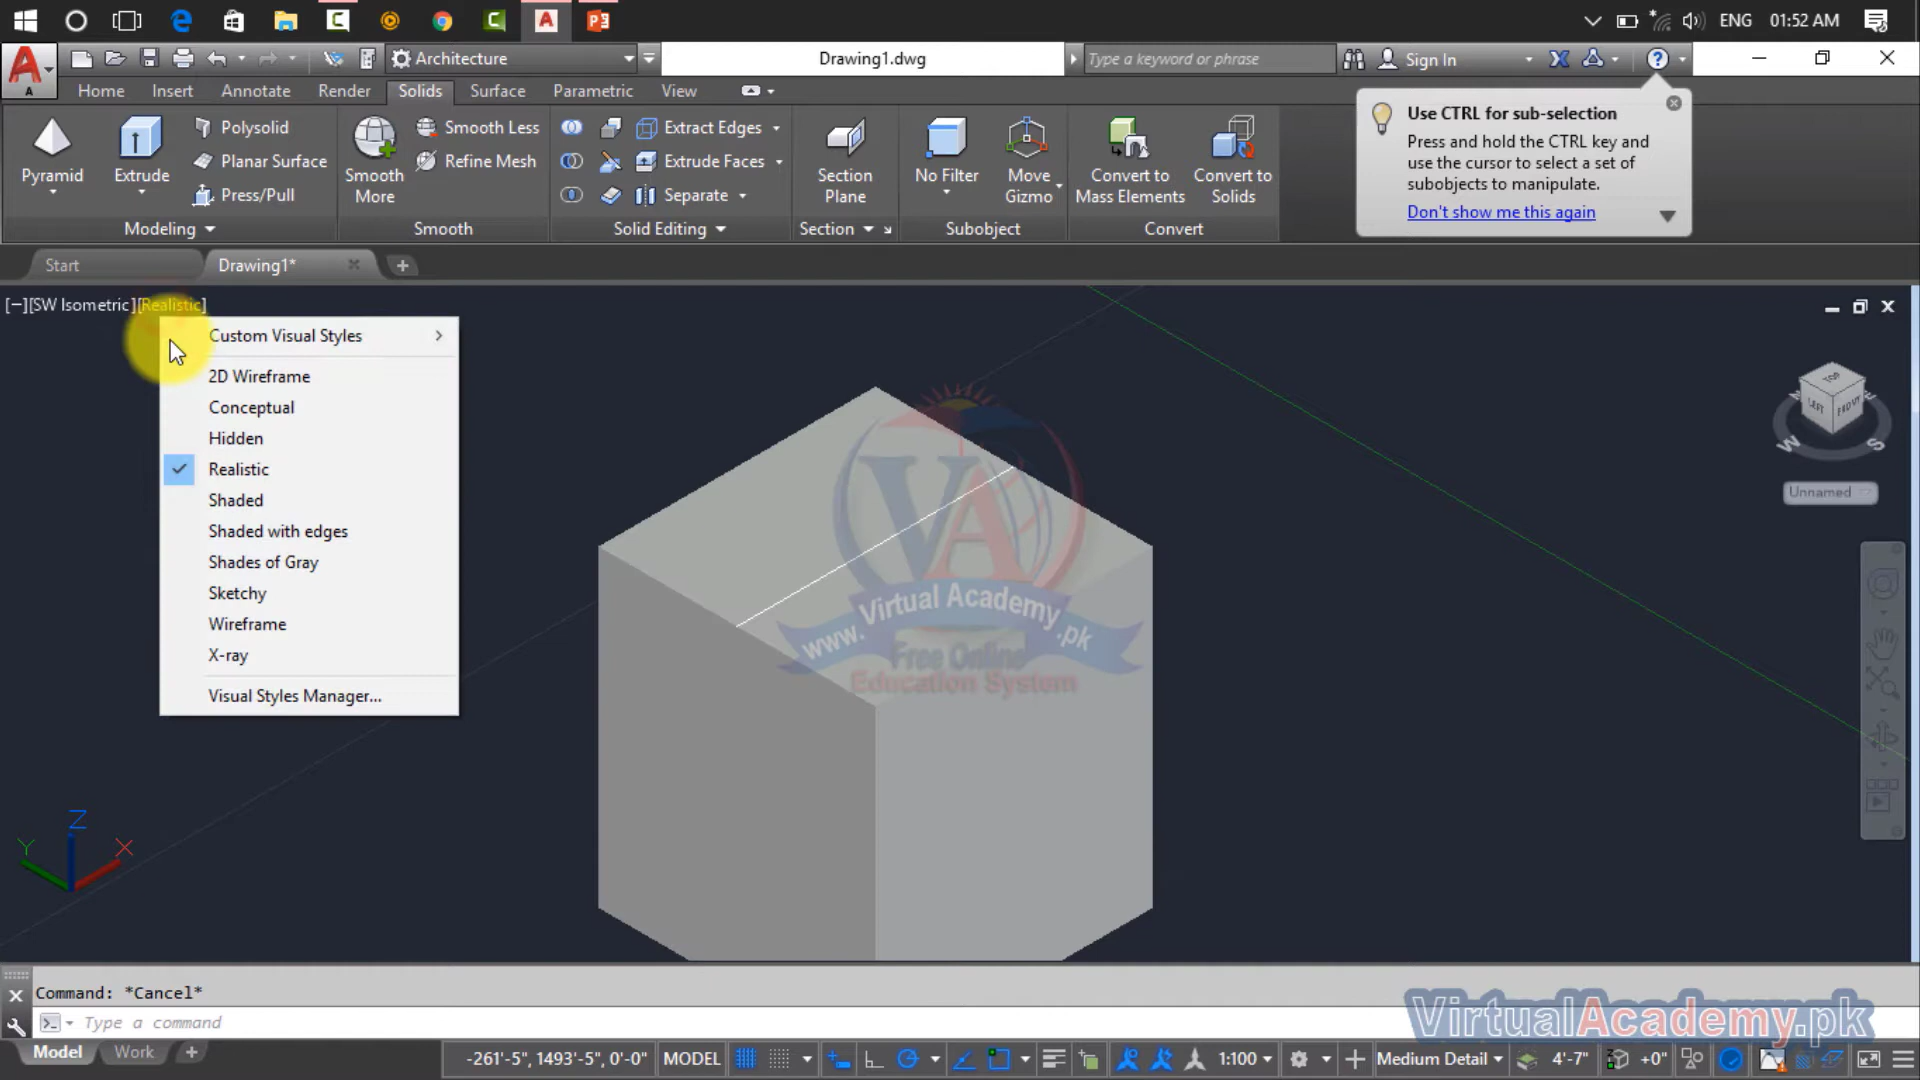 ENG 01:52 AM
Architecture
Drawing1.dwg
Type a keyword or phrase
Sign In
Home Insert Annotate Render Solids Surface Parametric View
Pyramid
Extrude
Polysolid
Planar Surface
Press/Pull
Smooth More
Smooth Less
Refine Mesh
Extract Edges
Extrude Faces
Separate
Section Plane
No Filter
Move Gizmo
Convert to Mass Elements
Convert to Solids
Modeling
Smooth
Solid Editing
Section
Subobject
Convert
Use CTRL for sub-selection
Press and hold the CTRL key and
use the cursor to select a set of
subobjects to manipulate.
Don't show me this again
Start
Drawing1*
[−][SW Isometric][Realistic]
Custom Visual Styles
2D Wireframe
Conceptual
Hidden
Realistic
Shaded
Shaded with edges
Shades of Gray
Sketchy
Wireframe
X-ray
Visual Styles Manager...
TOP
LEFT
FRONT
W
S
Unnamed
VA
www.VirtualAcademy.pk
Free Online
Education System
Z
Y
X
Command: *Cancel*
Type a command
VirtualAcademy.pk
Model
Work
-261'-5", 1493'-5", 0'-0"
MODEL
1:100
Medium Detail
4'-7"
+0"